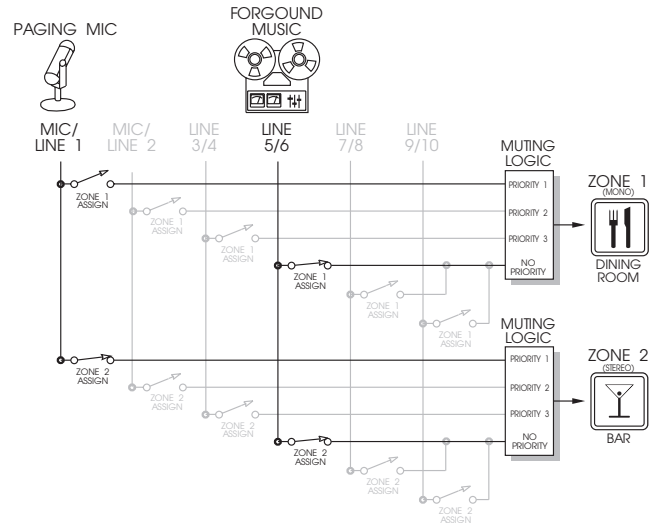 PAGING MIC
FORGOUND
MUSIC
MIC/
LINE 1
MIC/
LINE 2
LINE
3/4
LINE
5/6
LINE
7/8
LINE
9/10
MUTING
LOGIC
ZONE 1
ASSIGN
PRIORITY 1
ZONE 1
(MONO)
ZONE 1
ASSIGN
PRIORITY 2
ZONE 1
ASSIGN
PRIORITY 3
ZONE 1
ASSIGN
NO
PRIORITY
DINING
ROOM
ZONE 1
ASSIGN
ZONE 1
ASSIGN
MUTING
LOGIC
ZONE 2
ASSIGN
PRIORITY 1
ZONE 2
(STEREO)
ZONE 2
ASSIGN
PRIORITY 2
ZONE 2
ASSIGN
PRIORITY 3
ZONE 2
ASSIGN
NO
PRIORITY
BAR
ZONE 2
ASSIGN
ZONE 2
ASSIGN